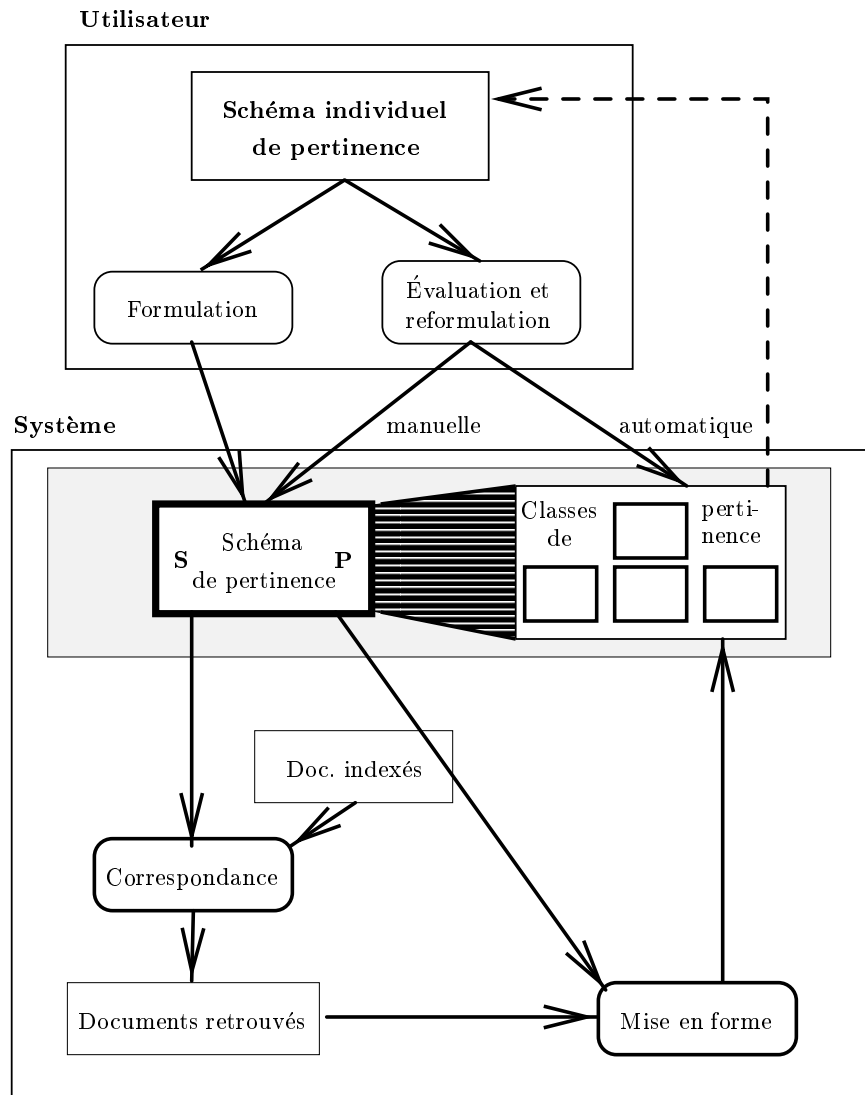 Utilisateur
Schéma individuel
de pertinence
Formulation
Évaluation et
reformulation
Système
manuelle
automatique
S
Schéma
de pertinence
P
Classes
de
perti-
nence
Doc. indexés
Correspondance
Documents retrouvés
Mise en forme